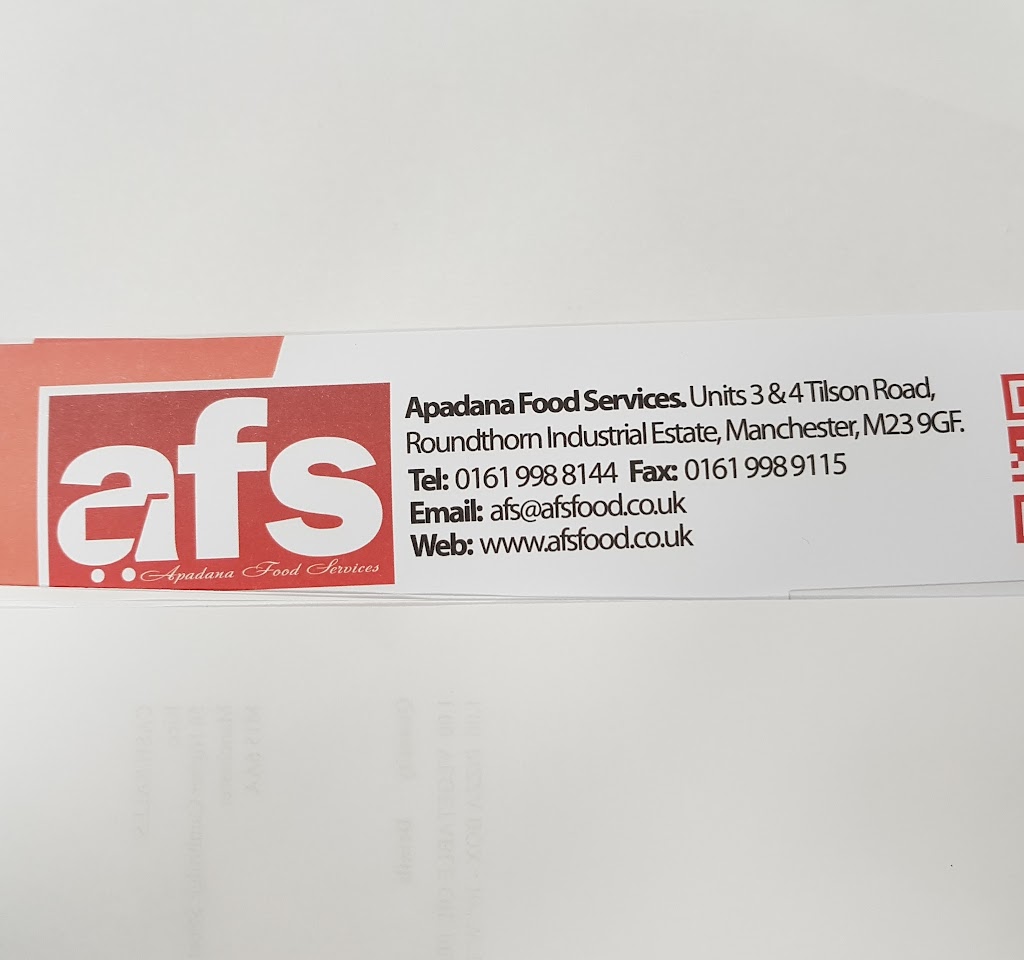 afs
Apadana Food Services
Apadana Food Services. Units 3 & 4 Tilson Road,
Roundthorn Industrial Estate, Manchester, M23 9GF.
Tel: 0161 998 8144 Fax: 0161 998 9115
Email: afs@afsfood.co.uk
Web: www.afsfood.co.uk